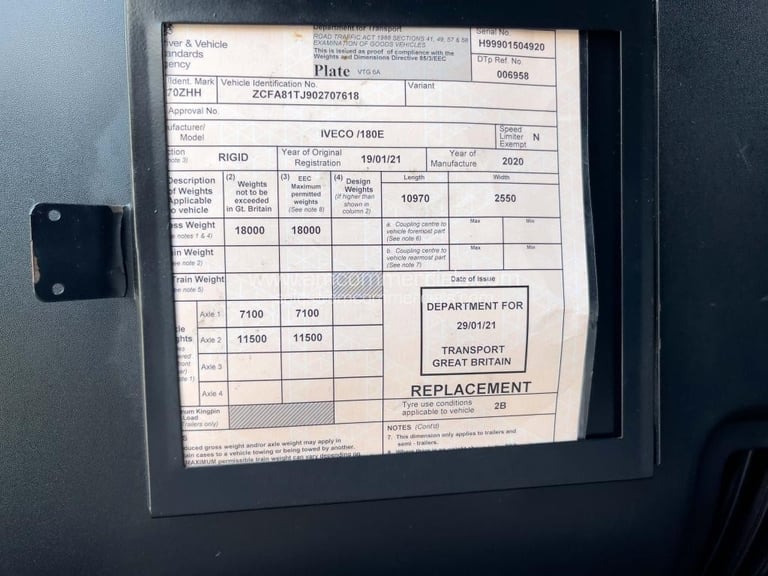 Department for Transport
Serial No.
ROAD TRAFFIC ACT 1988 SECTIONS 41, 49, 57 & 58
H99901504920
EXAMINATION OF GOODS VEHICLES
ver & Vehicle
andards
ency
This is issued as proof of compliance with the
Weights and Dimensions Directive 85/3/EEC
DTp Ref No.
Plate VTG 6A
006958
/Ident. Mark
Vehicle Identification No.
Variant
70ZHH
ZCFA81TJ902707618
Approval No.
ufacturer/
Model
IVECO /180E
Speed
Limiter N
Exempt
ction
note 3)
RIGID
Year of Original
Registration
19/01/21
Year of
Manufacture
2020
Description
of Weights
Applicable
to vehicle
(2) Weights
not to be
exceeded
in Gt. Britain
(3) EEC
Maximum
permitted
weights
(See note 8)
(4) Design
Weights
(if higher than
shown in
column 2)
Length
Width
10970
2550
ss Weight
e notes 1 & 4)
18000
18000
a. Coupling centre to
vehicle foremost part
(See note 6)
Max
Min
in Weight
ee note 2)
b. Coupling centre to
vehicle rearmost part
(See note 7)
Max
Min
Train Weight
ee note 5)
Date of Issue
Axle 1
7100
7100
Axle 2
11500
11500
Axle 3
Axle 4
le
hts
e 1)
DEPARTMENT FOR
29/01/21
TRANSPORT
GREAT BRITAIN
REPLACEMENT
num Kingpin
Load
Trailers only)
Tyre use conditions
applicable to vehicle
2B
NOTES (Cont'd)
7. This dimension only applies to trailers and
semi - trailers.
duced gross weight and/or axle weight may apply in
ain cases to a vehicle towing or being towed by another.
MAXIMUM permissible train weight can vary depending on